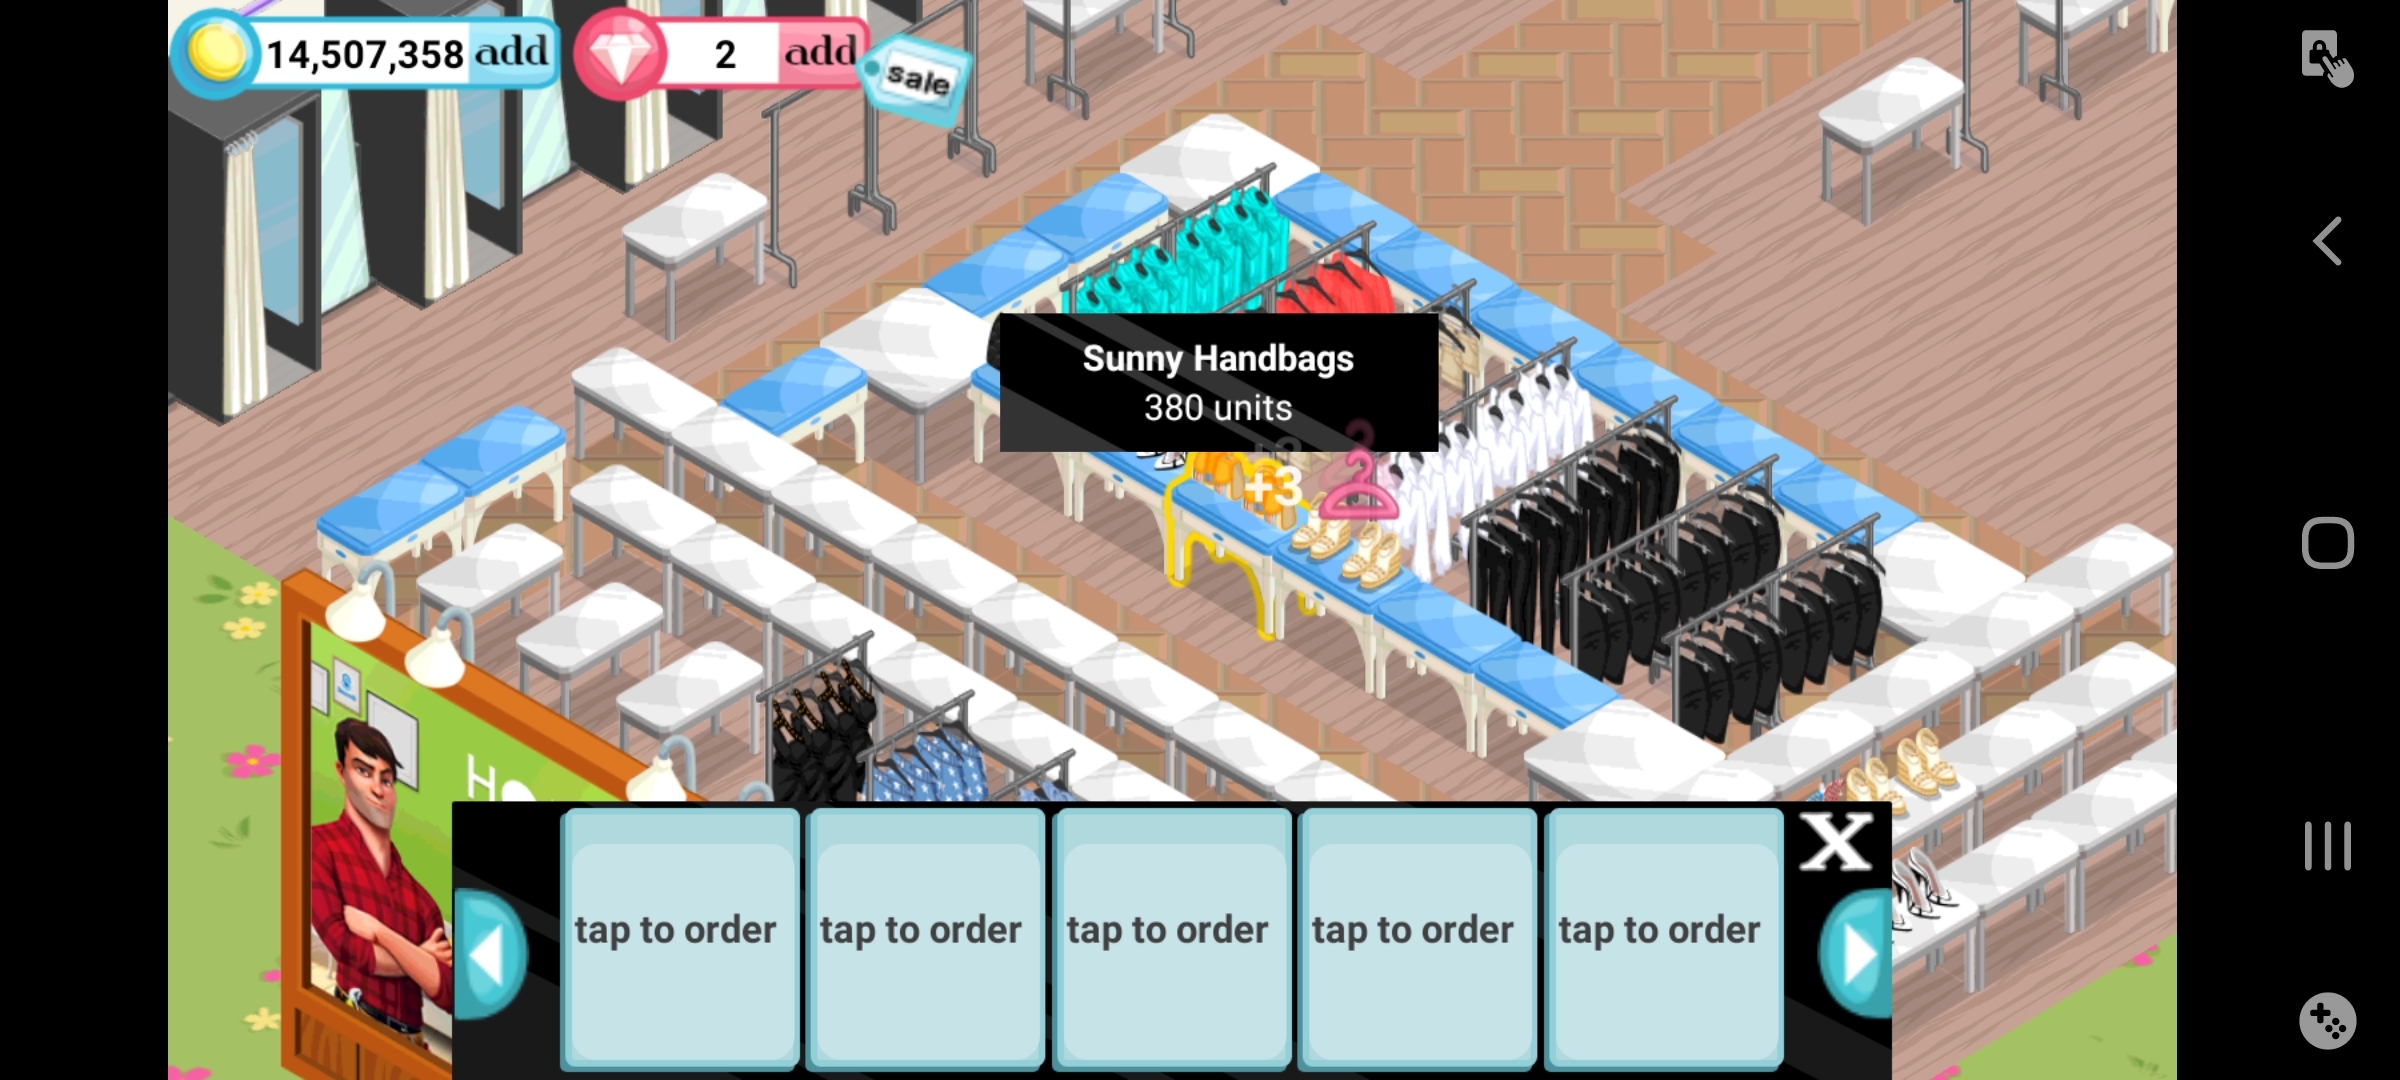 14,507,358 add
2 add
sale
Sunny Handbags
380 units
+3
tap to order
tap to order
tap to order
tap to order
tap to order
X